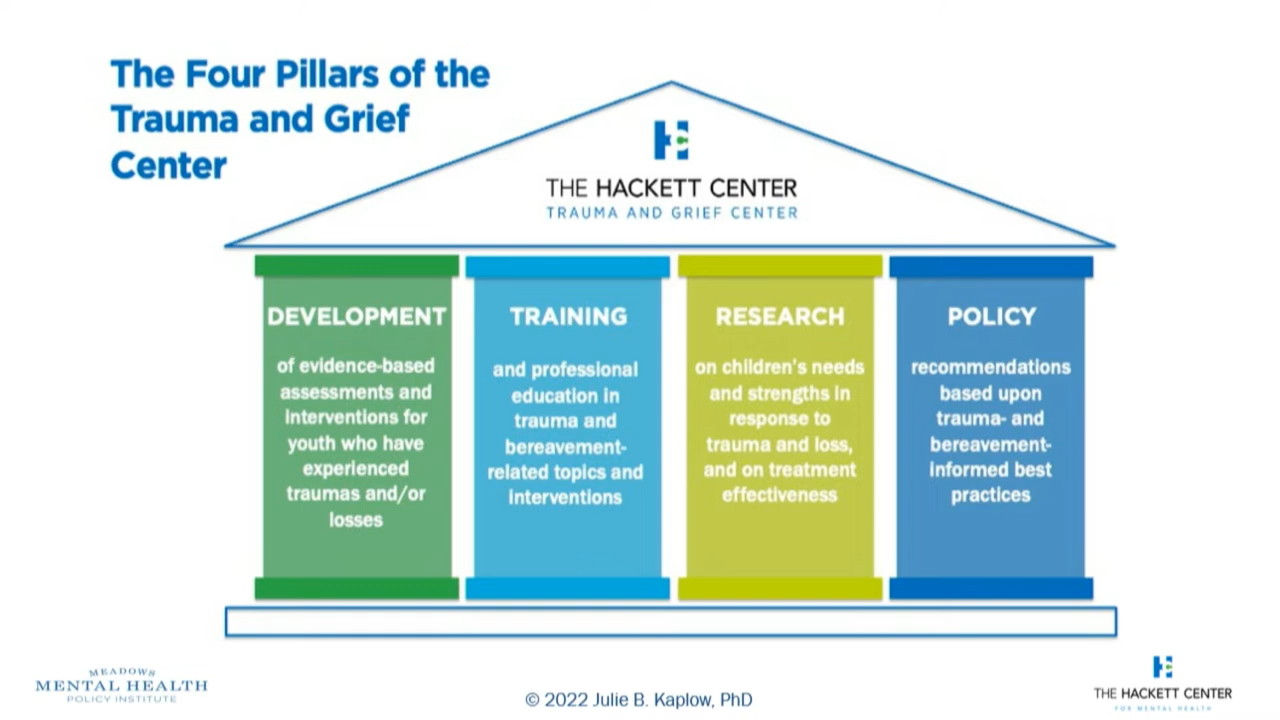 The Four Pillars of the
Trauma and Grief
Center
THE HACKETT CENTER
TRAUMA AND GRIEF CENTER
DEVELOPMENT
of evidence-based
assessments and
interventions for
youth who have
experienced
traumas and/or
losses
TRAINING
and professional
education in
trauma and
bereavement-
related topics and
interventions
RESEARCH
on children's needs
and strengths in
response to
trauma and loss,
and on treatment
effectiveness
POLICY
recommendations
based upon
trauma- and
bereavement-
informed best
practices
MEADOWS
MENTAL HEALTH
POLICY INSTITUTE
© 2022 Julie B. Kaplow, PhD
THE HACKETT CENTER
FOR MENTAL HEALTH